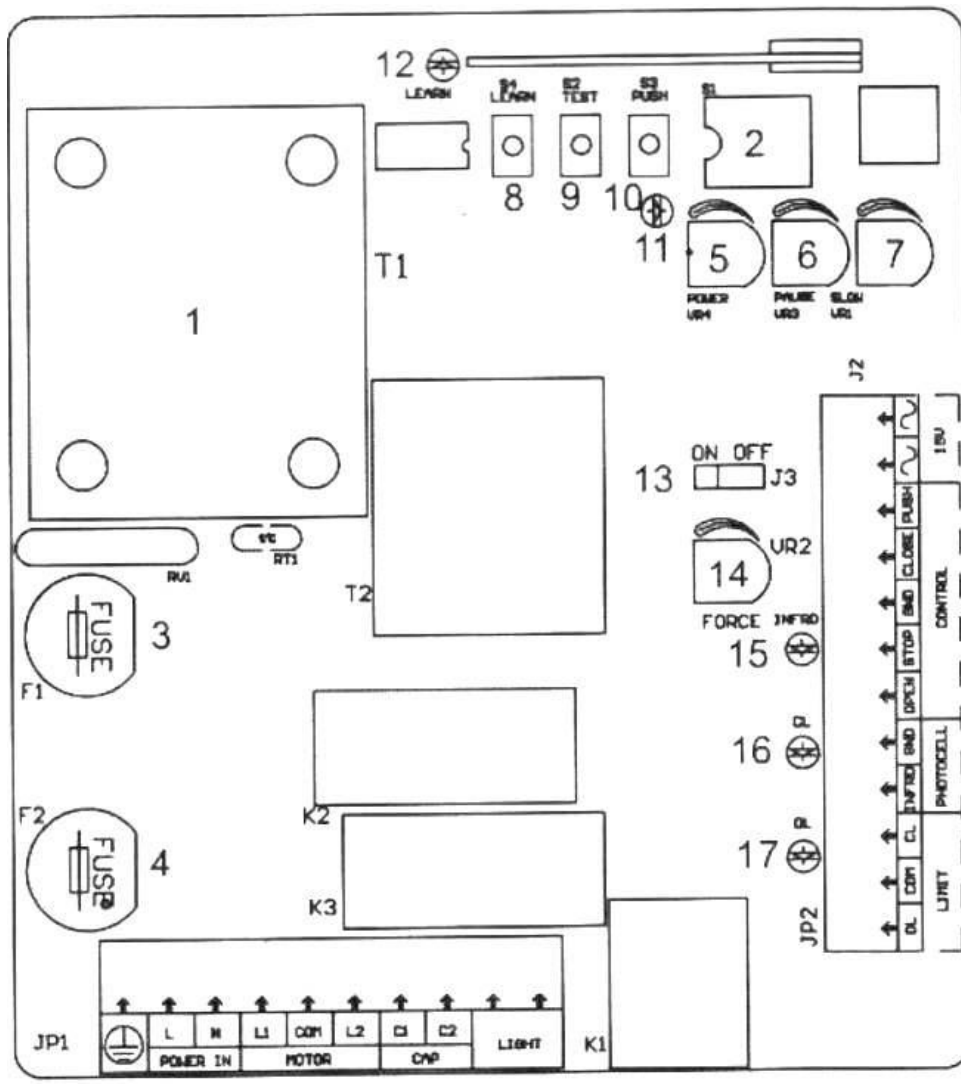 12
LEARN
S4
LEARN
S2
TEST
S3
PUSH
S1
2
8
9
10
11
5
6
7
POWER
VR4
PAUSE
VR3
SLOW
VR1
T1
1
J2
ON OFF
13
J3
RV1
RT1
T2
VR2
14
FORCE
INFRD
15
FUSE
3
F1
16
K2
F2
FUSE
4
OL
17
K3
JP2
15V
PUSH
CLOSE
GND
STOP
OPEN
CONTROL
GND
INFRD
PHOTOCELL
CL
COM
OL
LIMIT
JP1
L
N
L1
COM
L2
C1
C2
LIGHT
POWER IN
MOTOR
CAP
K1